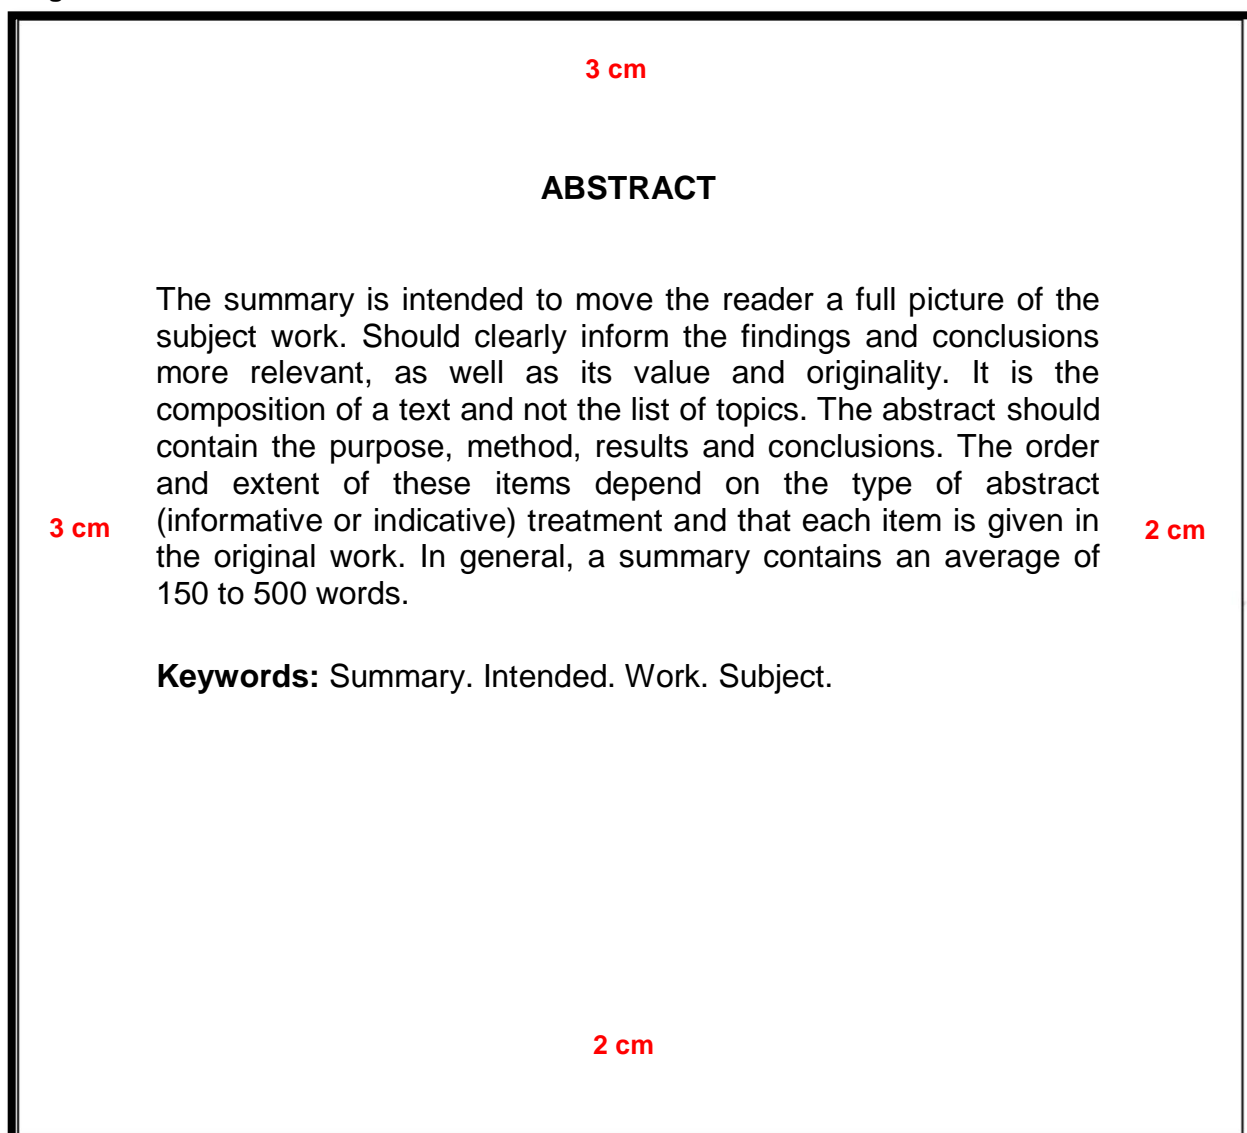 3 cm
ABSTRACT
The summary is intended to move the reader a full picture of the
subject work. Should clearly inform the findings and conclusions
more relevant, as well as its value and originality. It is the
composition of a text and not the list of topics. The abstract should
contain the purpose, method, results and conclusions. The order
and extent of these items depend on the type of abstract
3 cm
(informative or indicative) treatment and that each item is given in
2 cm
the original work. In general, a summary contains an average of
150 to 500 words.
Keywords: Summary. Intended. Work. Subject.
2 cm